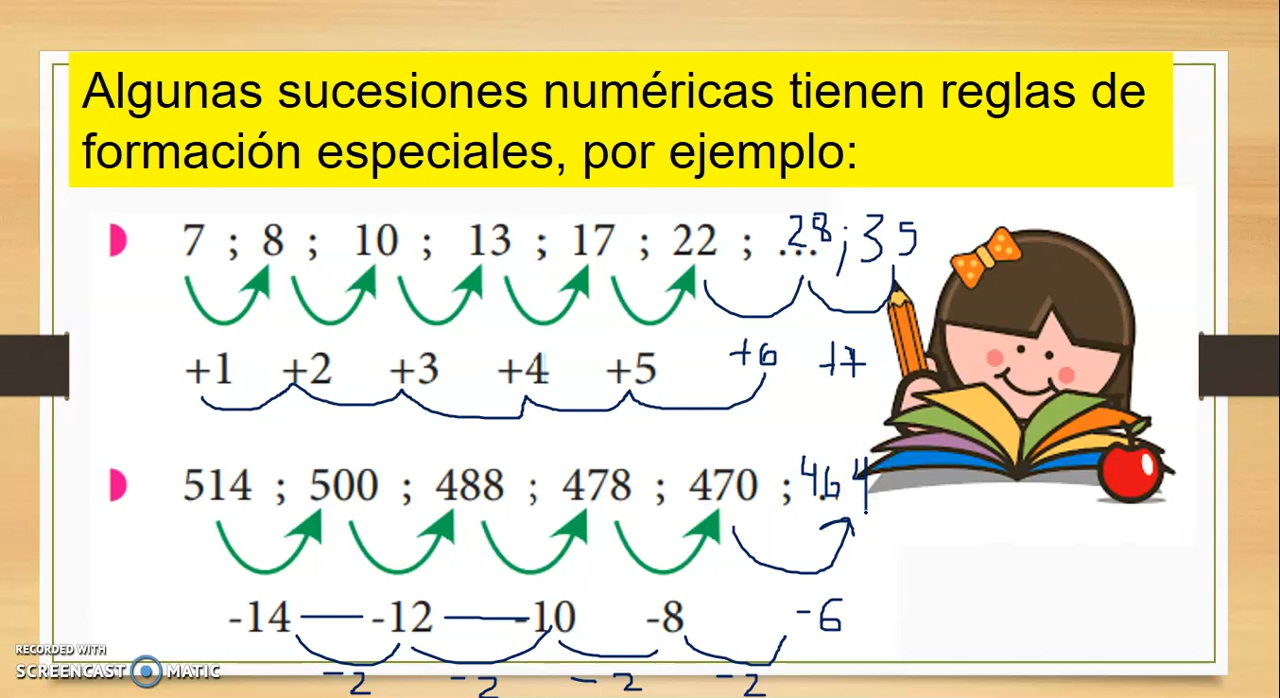 Algunas sucesiones numéricas tienen reglas de
formación especiales, por ejemplo:
7 ; 8 ; 10 ; 13 ; 17 ; 22 ; ... 28 ; 35
+1 +2 +3 +4 +5 +6 +7
514 ; 500 ; 488 ; 478 ; 470 ; 464
-14 -12 -10 -8 -6
-2 -2 -2 -2
RECORDED WITH
SCREENCAST MATIC